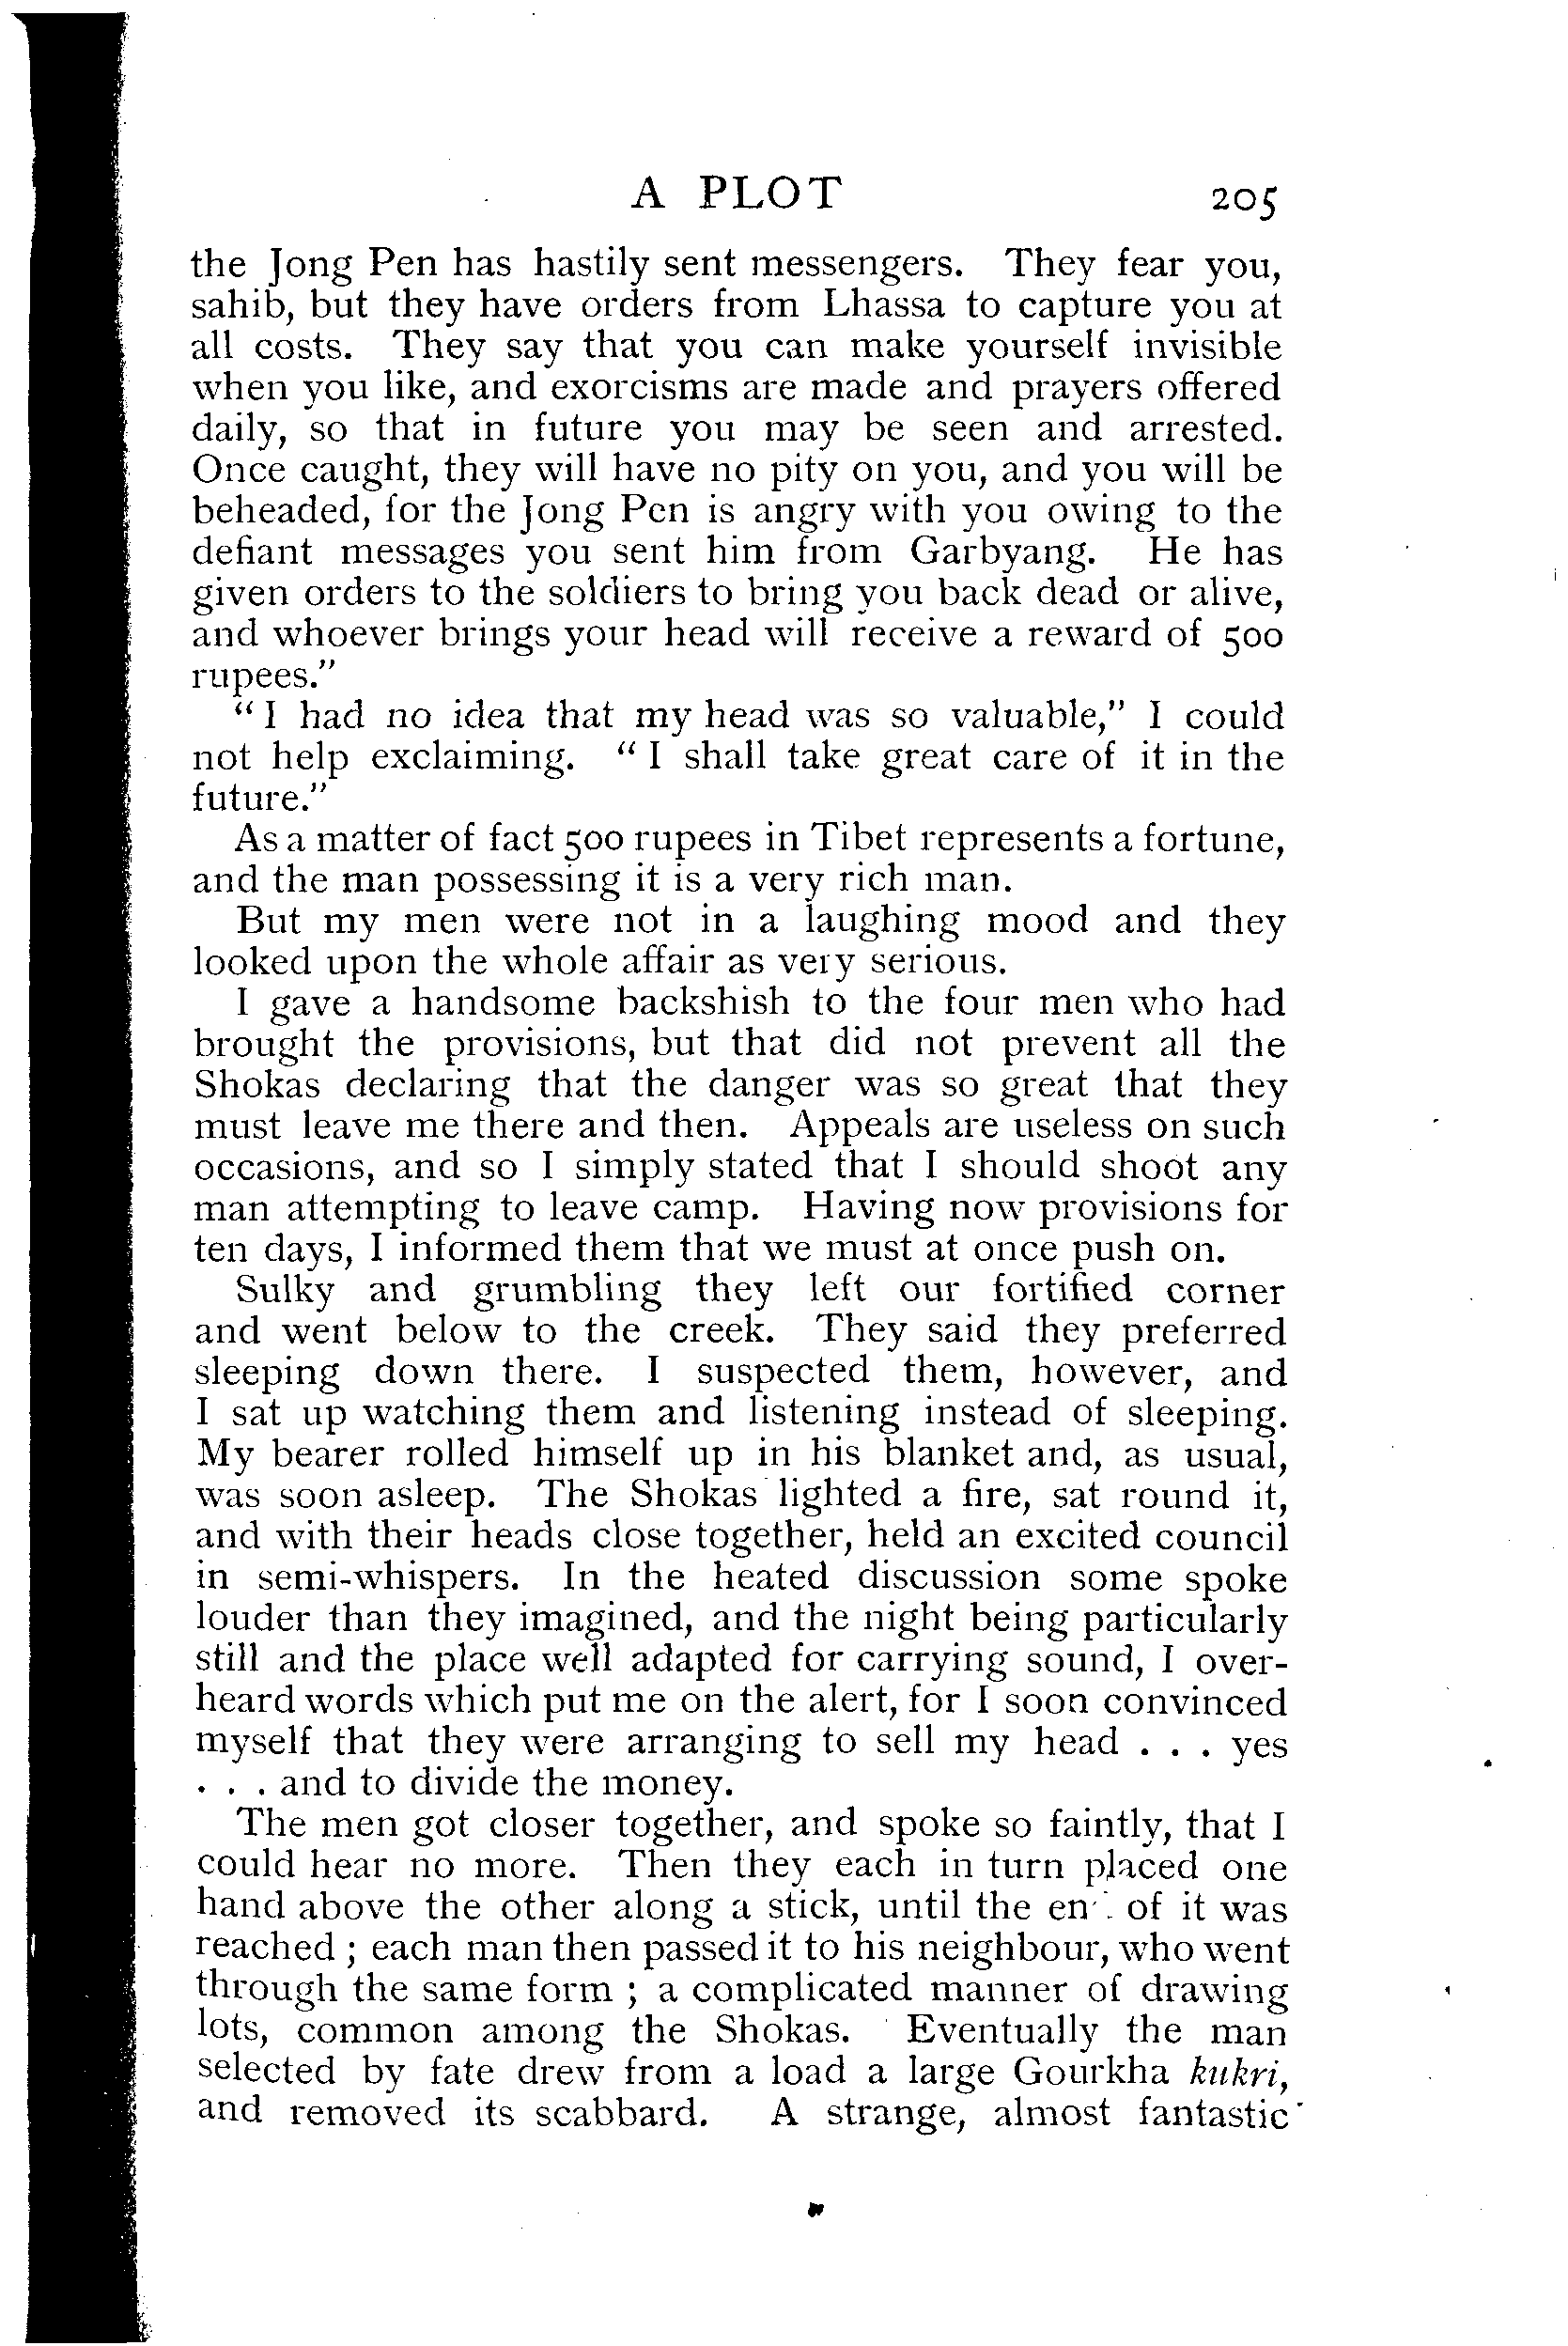 A PLOT 205
the Jong Pen has hastily sent messengers. They fear you,
sahib, but they have orders from Lhassa to capture you at
all costs. They say that you can make yourself invisible
when you like, and exorcisms are made and prayers offered
daily, so that in future you may be seen and arrested.
Once caught, they will have no pity on you, and you will be
beheaded, for the Jong Pen is angry with you owing to the
defiant messages you sent him from Garbyang. He has
given orders to the soldiers to bring you back dead or alive,
and whoever brings your head will receive a reward of 500
rupees."
"I had no idea that my head was so valuable," I could
not help exclaiming. "I shall take great care of it in the
future."
As a matter of fact 500 rupees in Tibet represents a fortune,
and the man possessing it is a very rich man.
But my men were not in a laughing mood and they
looked upon the whole affair as very serious.
I gave a handsome backshish to the four men who had
brought the provisions, but that did not prevent all the
Shokas declaring that the danger was so great that they
must leave me there and then. Appeals are useless on such
occasions, and so I simply stated that I should shoot any
man attempting to leave camp. Having now provisions for
ten days, I informed them that we must at once push on.
Sulky and grumbling they left our fortified corner
and went below to the creek. They said they preferred
sleeping down there. I suspected them, however, and
I sat up watching them and listening instead of sleeping.
My bearer rolled himself up in his blanket and, as usual,
was soon asleep. The Shokas lighted a fire, sat round it,
and with their heads close together, held an excited council
in semi-whispers. In the heated discussion some spoke
louder than they imagined, and the night being particularly
still and the place well adapted for carrying sound, I over-
heard words which put me on the alert, for I soon convinced
myself that they were arranging to sell my head . . . yes
. . . and to divide the money.
The men got closer together, and spoke so faintly, that I
could hear no more. Then they each in turn placed one
hand above the other along a stick, until the end of it was
reached ; each man then passed it to his neighbour, who went
through the same form ; a complicated manner of drawing
lots, common among the Shokas. Eventually the man
selected by fate drew from a load a large Gourkha kukri,
and removed its scabbard. A strange, almost fantastic